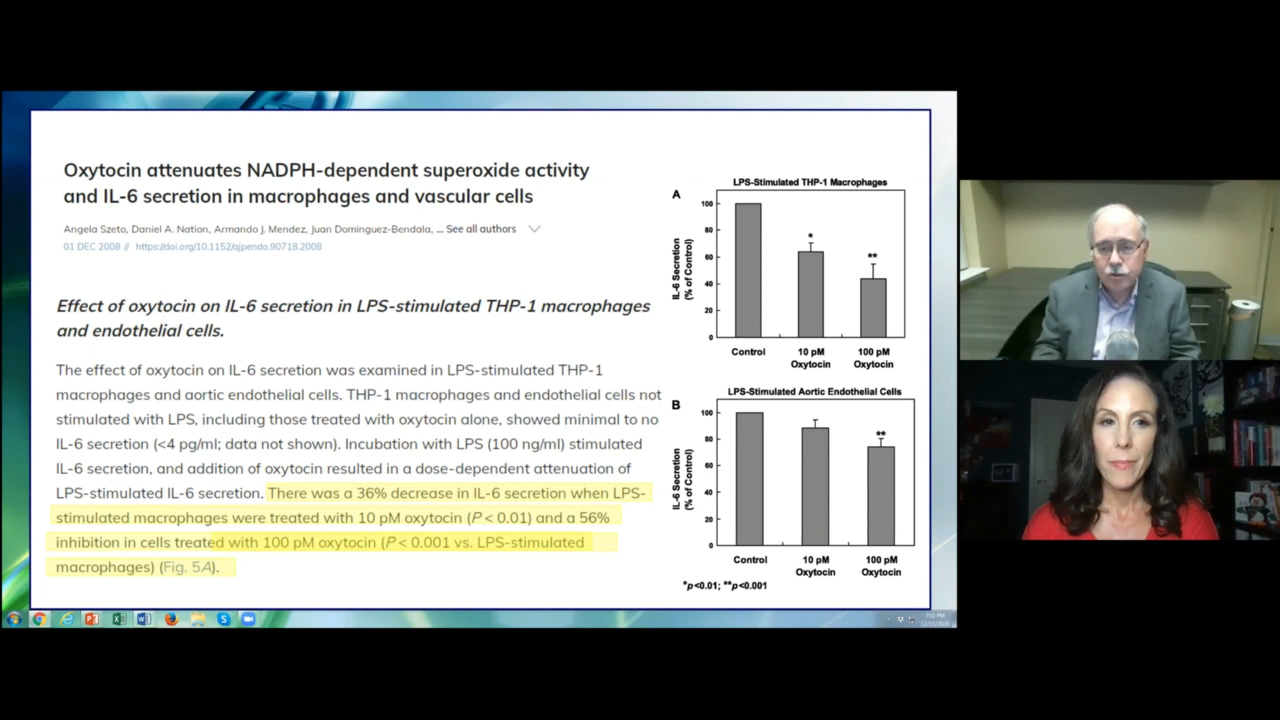 Oxytocin attenuates NADPH-dependent superoxide activity
and IL-6 secretion in macrophages and vascular cells
Angela Szeto, Daniel A. Nation, Armando J. Mendez, Juan Dominguez-Bendala, ... See all authors
01 DEC 2008 // https://doi.org/10.1152/ajpendo.90718.2008
Effect of oxytocin on IL-6 secretion in LPS-stimulated THP-1 macrophages
and endothelial cells.
The effect of oxytocin on IL-6 secretion was examined in LPS-stimulated THP-1
macrophages and aortic endothelial cells. THP-1 macrophages and endothelial cells not
stimulated with LPS, including those treated with oxytocin alone, showed minimal to no
IL-6 secretion (<4 pg/ml; data not shown). Incubation with LPS (100 ng/ml) stimulated
IL-6 secretion, and addition of oxytocin resulted in a dose-dependent attenuation of
LPS-stimulated IL-6 secretion. There was a 36% decrease in IL-6 secretion when LPS-
stimulated macrophages were treated with 10 pM oxytocin (P < 0.01) and a 56%
inhibition in cells treated with 100 pM oxytocin (P < 0.001 vs. LPS-stimulated
macrophages) (Fig. 5A).
A
LPS-Stimulated THP-1 Macrophages
IL-6 Secretion
(% of Control)
100
80
60
40
20
0
*
**
Control 10 pM 100 pM
Oxytocin Oxytocin
B
LPS-Stimulated Aortic Endothelial Cells
IL-6 Secretion
(% of Control)
100
80
60
40
20
0
**
Control 10 pM 100 pM
Oxytocin Oxytocin
*p<0.01; **p<0.001